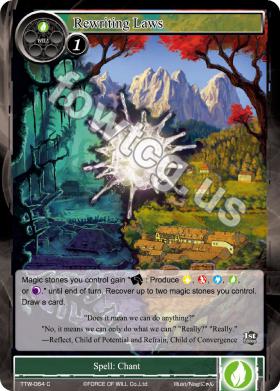 Rewriting Laws
WILL
1
fowtcg.us
Magic stones you control gain " : Produce , , , ,
or ." until end of turn. Recover up to two magic stones you control.
Draw a card.
"Does it mean we can do anything?"
"No, it means we can only do what we can." "Really?" "Really."
—Reflect, Child of Potential and Refrain, Child of Convergence
1st
Spell: Chant
TTW-064 C
©FORCE OF WILL Co.,Ltd.